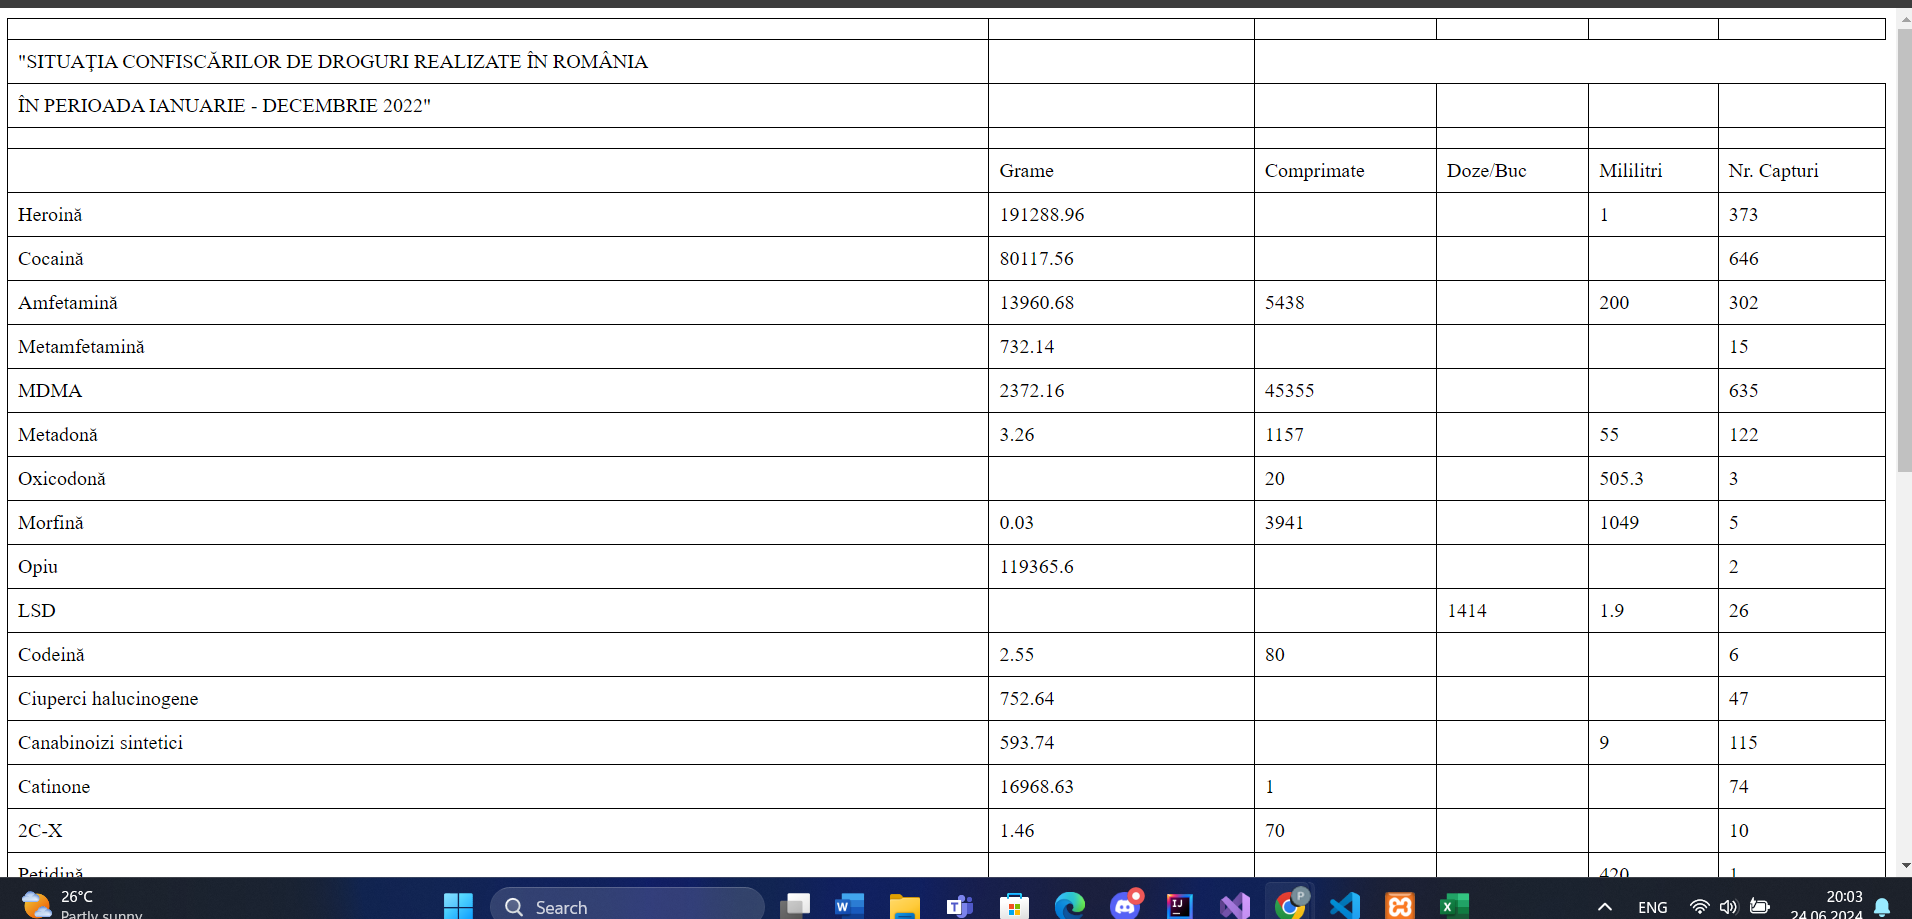 "SITUAŢIA CONFISCĂRILOR DE DROGURI REALIZATE ÎN ROMÂNIA
ÎN PERIOADA IANUARIE - DECEMBRIE 2022"
Grame Comprimate Doze/Buc Mililitri Nr. Capturi
Heroină 191288.96 1 373
Cocaină 80117.56 646
Amfetamină 13960.68 5438 200 302
Metamfetamină 732.14 15
MDMA 2372.16 45355 635
Metadonă 3.26 1157 55 122
Oxicodonă 20 505.3 3
Morfină 0.03 3941 1049 5
Opiu 119365.6 2
LSD 1414 1.9 26
Codeină 2.55 80 6
Ciuperci halucinogene 752.64 47
Canabinoizi sintetici 593.74 9 115
Catinone 16968.63 1 74
2C-X 1.46 70 10
Petidină 420 1
26°C
Partly sunny
Search
ENG
20:03
24.06.2024